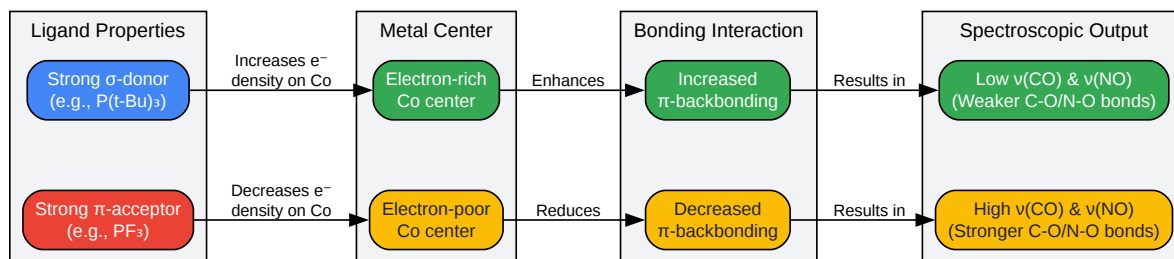 Ligand Properties
Metal Center
Bonding Interaction
Spectroscopic Output
Strong σ-donor
(e.g., P(t-Bu)₃)
Increases e⁻
density on Co
Electron-rich
Co center
Enhances
Increased
π-backbonding
Results in
Low ν(CO) & ν(NO)
(Weaker C-O/N-O bonds)
Strong π-acceptor
(e.g., PF₃)
Decreases e⁻
density on Co
Electron-poor
Co center
Reduces
Decreased
π-backbonding
Results in
High ν(CO) & ν(NO)
(Stronger C-O/N-O bonds)